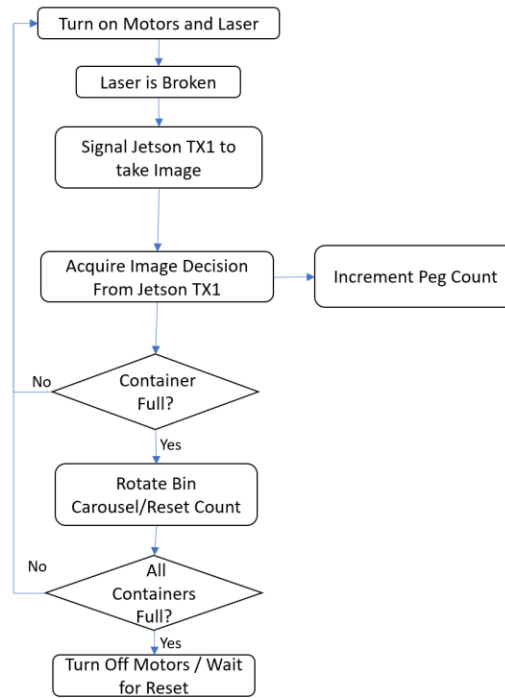 Turn on Motors and Laser
Laser is Broken
Signal Jetson TX1 to
take Image
Acquire Image Decision
From Jetson TX1
Increment Peg Count
Container
Full?
No
Yes
Rotate Bin
Carousel/Reset Count
No
All
Containers
Full?
Yes
Turn Off Motors / Wait
for Reset